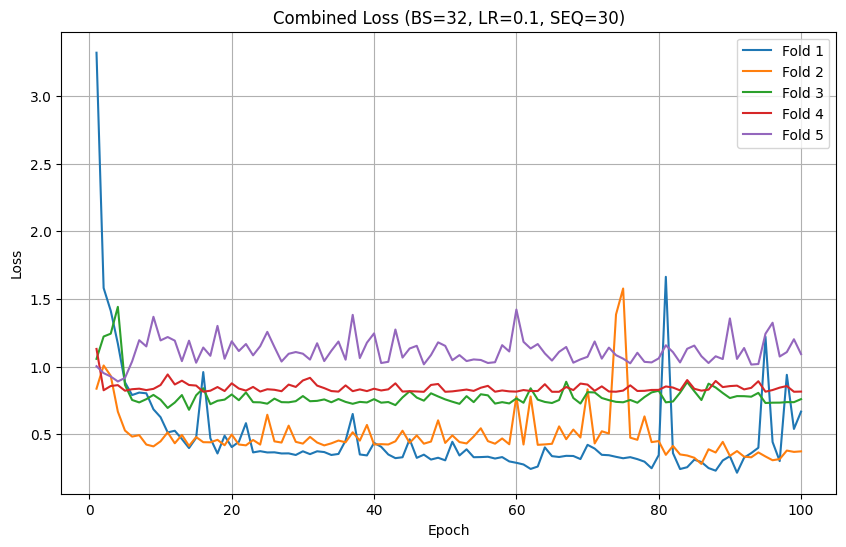 Combined Loss (BS=32, LR=0.1, SEQ=30)
Fold 1
Fold 2
Fold 3
Fold 4
Fold 5
3.0
2.5
2.0
1.5
1.0
0.5
Loss
0 20 40 60 80 100
Epoch